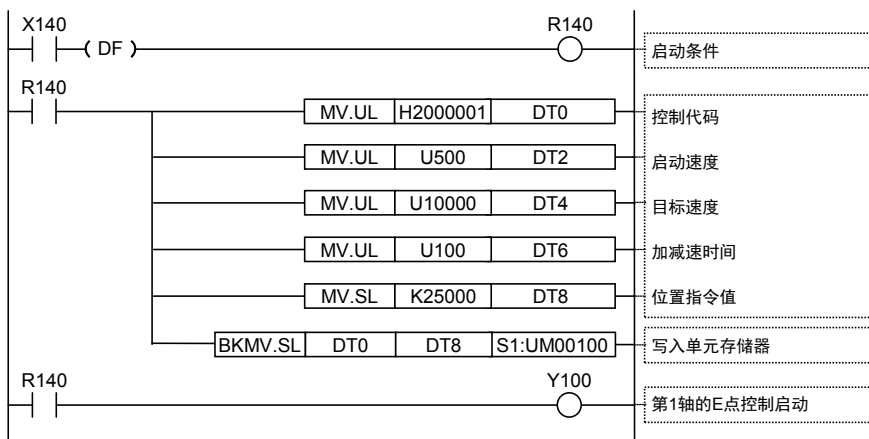 X140 R140
( DF ) 启动条件
R140
MV.UL H2000001 DT0 控制代码
MV.UL U500 DT2 启动速度
MV.UL U10000 DT4 目标速度
MV.UL U100 DT6 加减速时间
MV.SL K25000 DT8 位置指令值
BKMV.SL DT0 DT8 S1:UM00100 写入单元存储器
R140 Y100
第1轴的E点控制启动